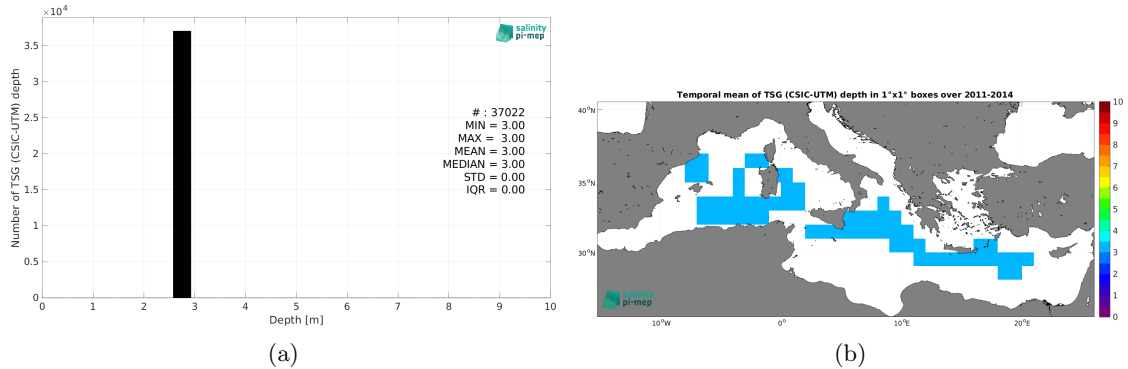 ×10⁴
3.5
3
2.5
2
1.5
1
0.5
0
Number of TSG (CSIC-UTM) depth
salinity
pi-mep
# : 37022
MIN = 3.00
MAX = 3.00
MEAN = 3.00
MEDIAN = 3.00
STD = 0.00
IQR = 0.00
0 1 2 3 4 5 6 7 8 9 10
Depth [m]
(a)
Temporal mean of TSG (CSIC-UTM) depth in 1°x1° boxes over 2011-2014
40°N
35°N
30°N
salinity
pi-mep
10°W 0° 10°E 20°E
10
9
8
7
6
5
4
3
2
1
0
(b)